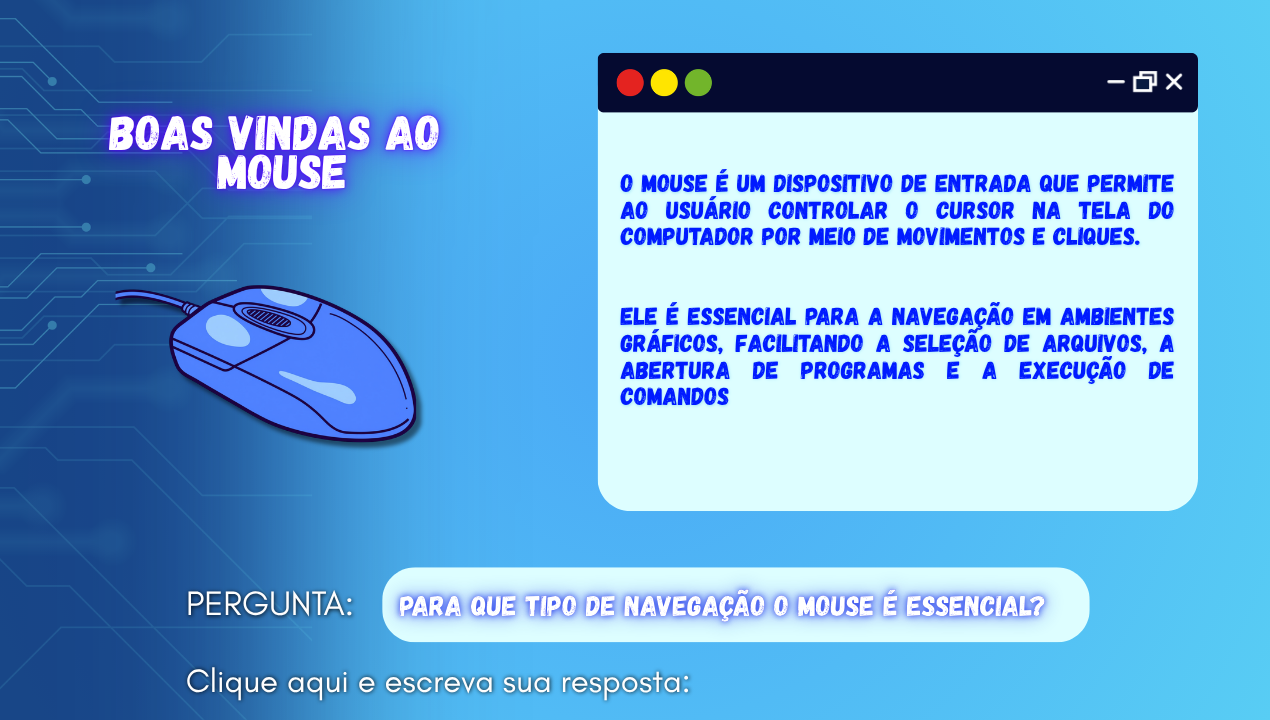 BOAS VINDAS AO
MOUSE
O MOUSE É UM DISPOSITIVO DE ENTRADA QUE PERMITE
AO USUÁRIO CONTROLAR O CURSOR NA TELA DO
COMPUTADOR POR MEIO DE MOVIMENTOS E CLIQUES.
ELE É ESSENCIAL PARA A NAVEGAÇÃO EM AMBIENTES
GRÁFICOS, FACILITANDO A SELEÇÃO DE ARQUIVOS, A
ABERTURA DE PROGRAMAS E A EXECUÇÃO DE
COMANDOS
PERGUNTA: PARA QUE TIPO DE NAVEGAÇÃO O MOUSE É ESSENCIAL?
Clique aqui e escreva sua resposta: